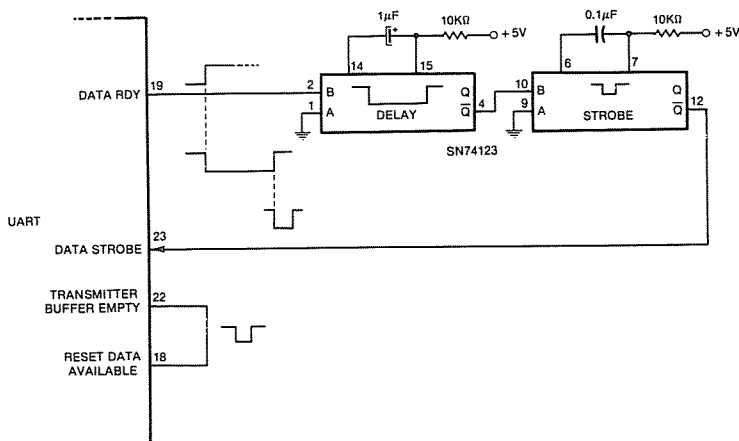 1µF
10KΩ
+5V
14
15
0.1µF
10KΩ
+5V
6
7
19
DATA RDY
2
B
1
A
Q
Q̅
4
DELAY
10
B
9
A
Q
Q̅
12
STROBE
SN74123
UART
23
DATA STROBE
TRANSMITTER
BUFFER EMPTY
22
RESET DATA
AVAILABLE
18